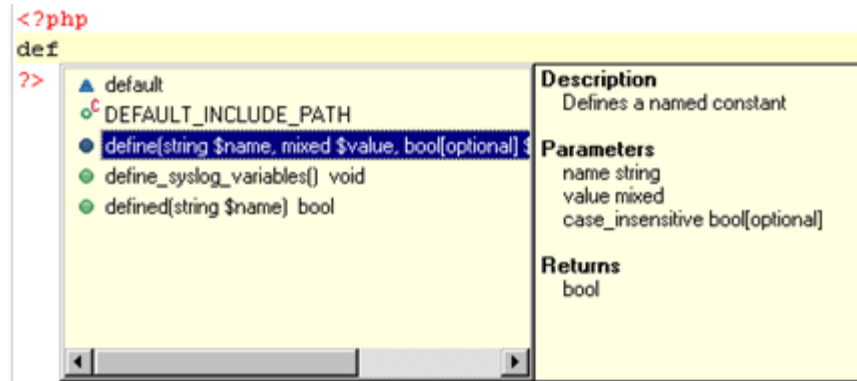 <?php
def
?>
default
DEFAULT_INCLUDE_PATH
define(string $name, mixed $value, bool[optional] $
define_syslog_variables() void
defined(string $name) bool
Description
Defines a named constant
Parameters
name string
value mixed
case_insensitive bool[optional]
Returns
bool